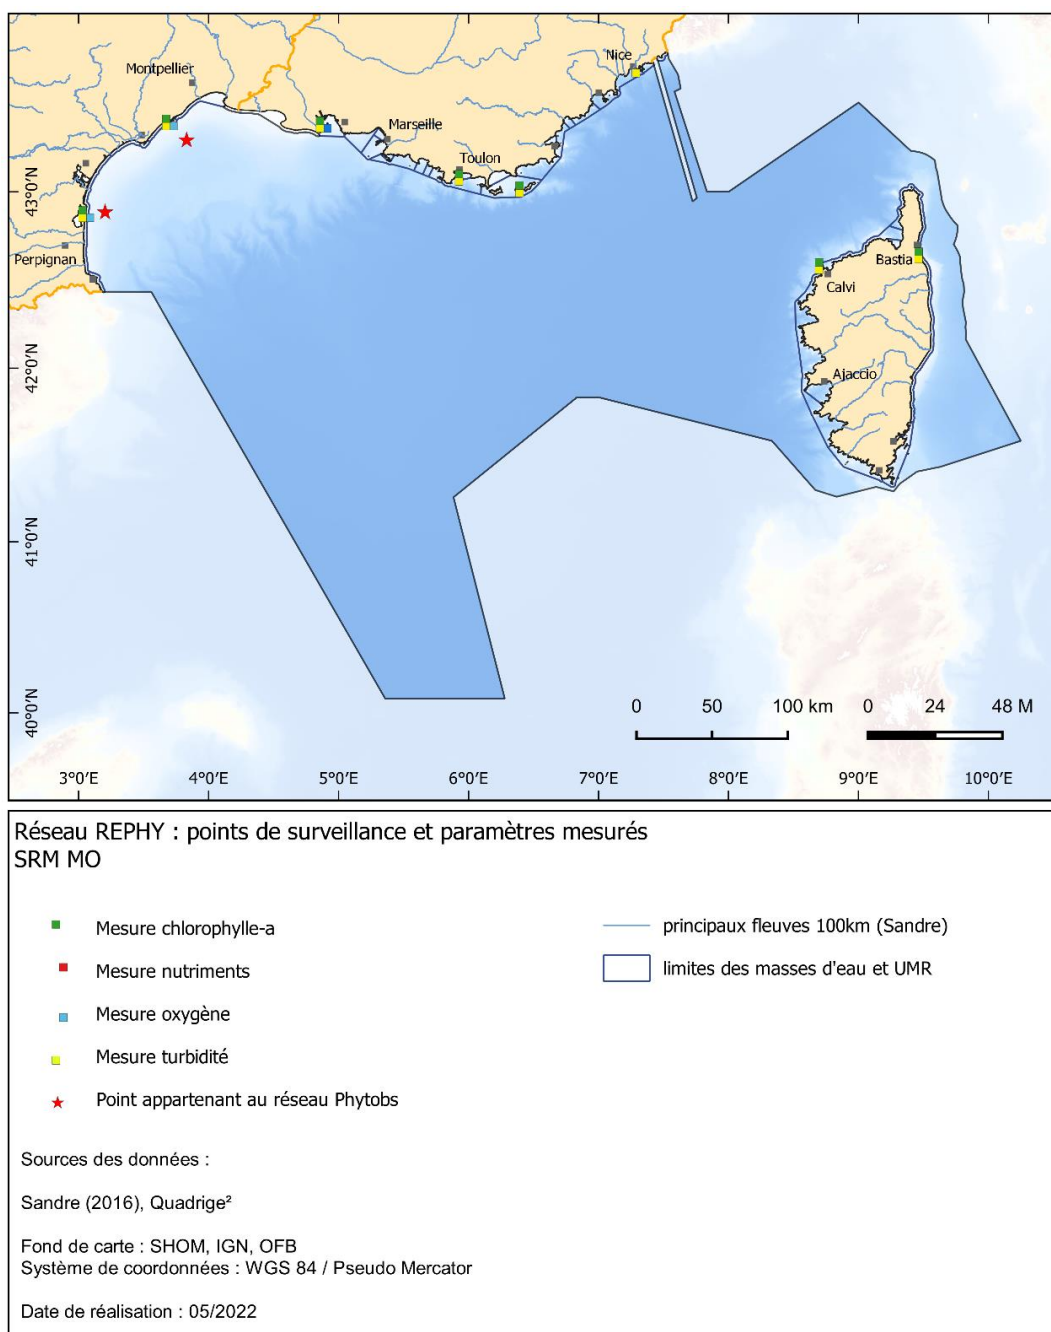 Montpellier
Nice
Marseille
Toulon
Perpignan
Bastia
Calvi
Ajaccio
43°0'N
42°0'N
41°0'N
40°0'N
0 50 100 km
0 24 48 M
3°0'E 4°0'E 5°0'E 6°0'E 7°0'E 8°0'E 9°0'E 10°0'E
Réseau REPHY : points de surveillance et paramètres mesurés
SRM MO
Mesure chlorophylle-a
Mesure nutriments
Mesure oxygène
Mesure turbidité
Point appartenant au réseau Phytobs
principaux fleuves 100km (Sandre)
limites des masses d'eau et UMR
Sources des données :
Sandre (2016), Quadrige²
Fond de carte : SHOM, IGN, OFB
Système de coordonnées : WGS 84 / Pseudo Mercator
Date de réalisation : 05/2022